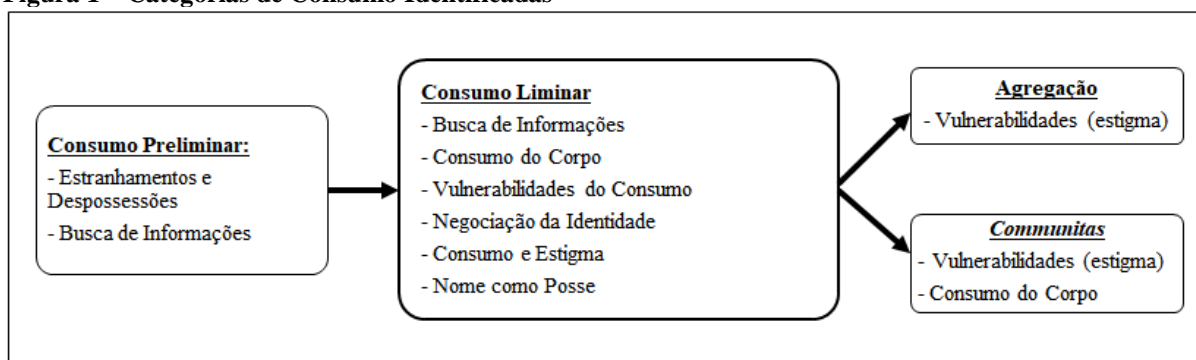 Figura 1 – Categorias de Consumo Identificadas
Consumo Preliminar:
- Estranhamentos e
Despossessões
- Busca de Informações
Consumo Liminar
- Busca de Informações
- Consumo do Corpo
- Vulnerabilidades do Consumo
- Negociação da Identidade
- Consumo e Estigma
- Nome como Posse
Agregação
- Vulnerabilidades (estigma)
Communitas
- Vulnerabilidades (estigma)
- Consumo do Corpo